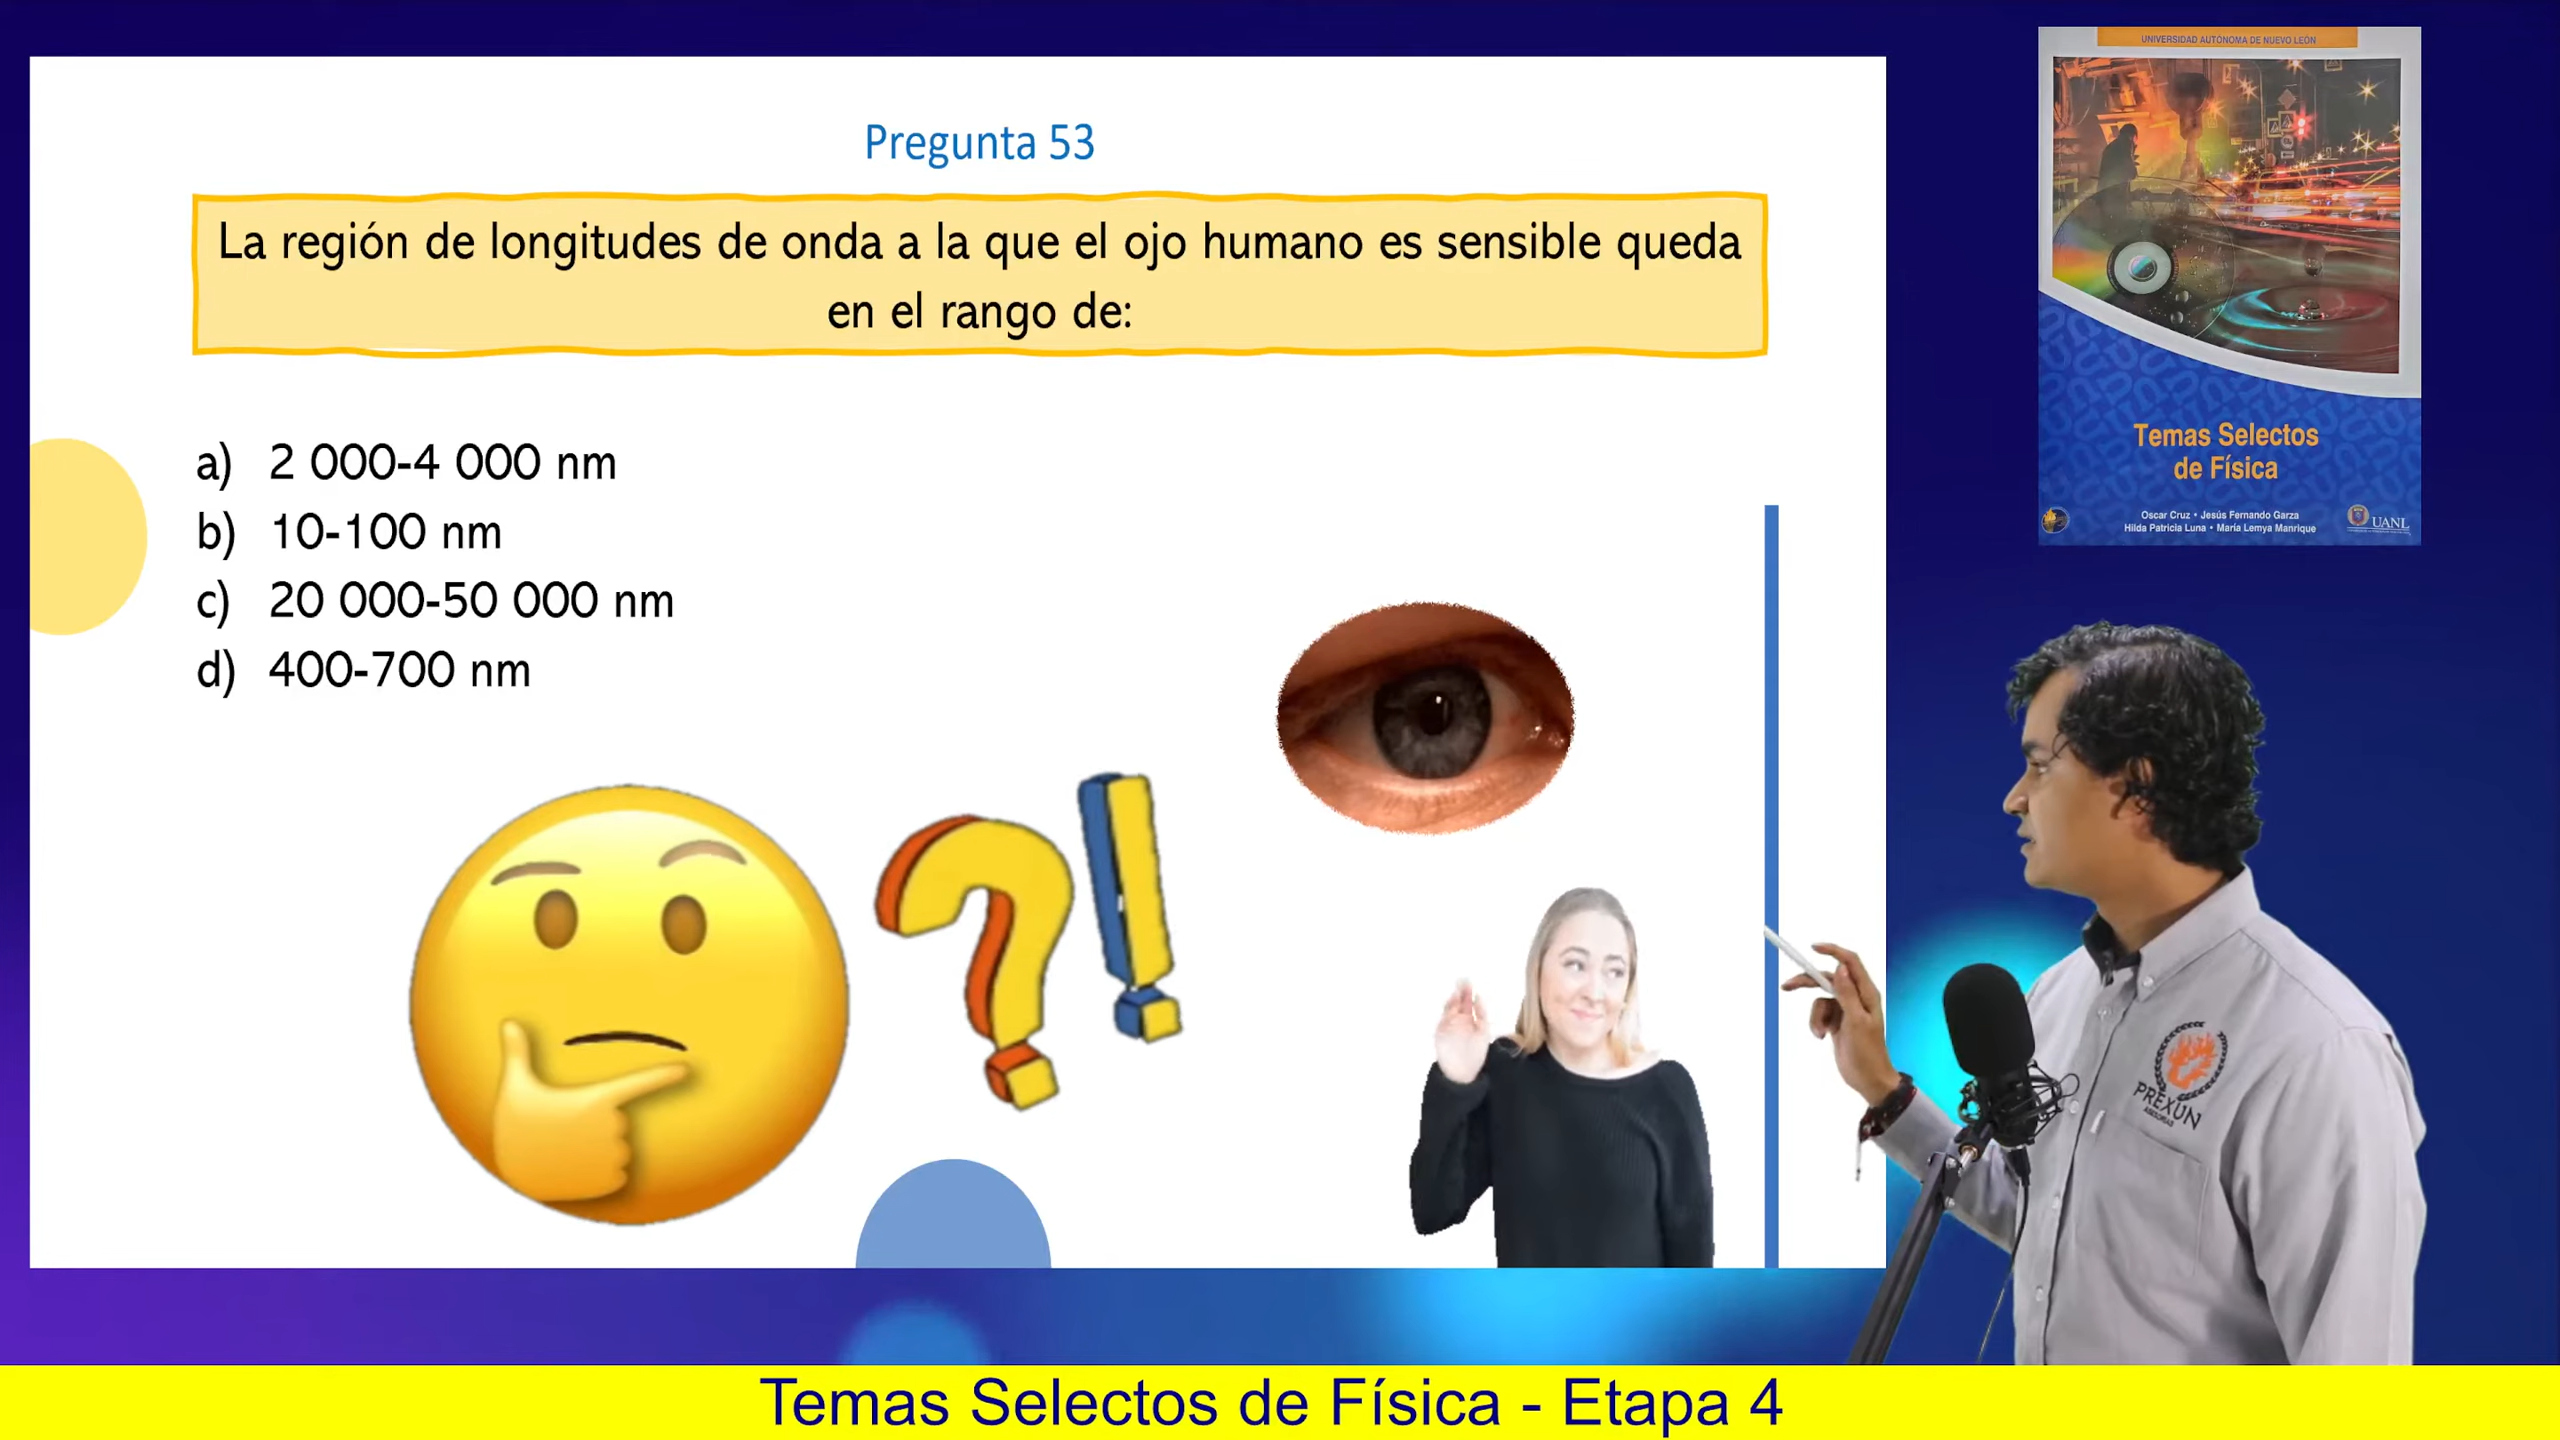 Pregunta 53
La región de longitudes de onda a la que el ojo humano es sensible queda
en el rango de:
a) 2 000-4 000 nm
b) 10-100 nm
c) 20 000-50 000 nm
d) 400-700 nm
UNIVERSIDAD AUTÓNOMA DE NUEVO LEÓN
Temas Selectos
de Física
Oscar Cruz • Jesús Fernando Garza
Hilda Patricia Luna • María Lemya Manrique
UANL
PREXUN
ASESORÍAS
Temas Selectos de Física - Etapa 4